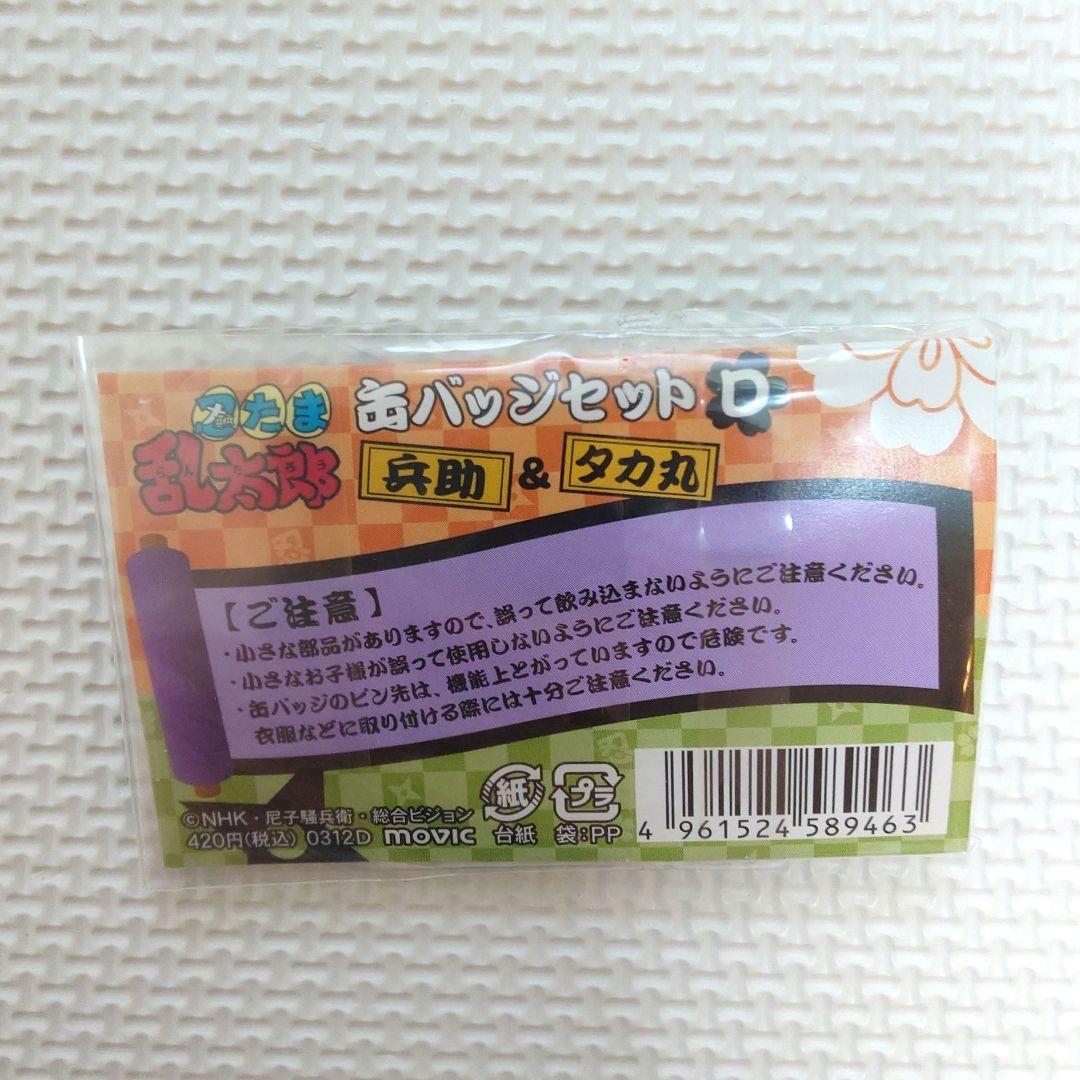 忍たま 缶バッジセット D
乱太郎 兵助 & タカ丸
【ご注意】
・小さな部品がありますので、誤って飲み込まないようにご注意ください。
・小さなお子様が誤って使用しないようにご注意ください。
・缶バッジのピン先は、機能上とがっていますので危険です。
衣服などに取り付ける際には十分ご注意ください。
©NHK・尼子騒兵衛・総合ビジョン
420円(税込) 0312D movic
紙 台紙
プラ 袋:PP
4 961524 589463